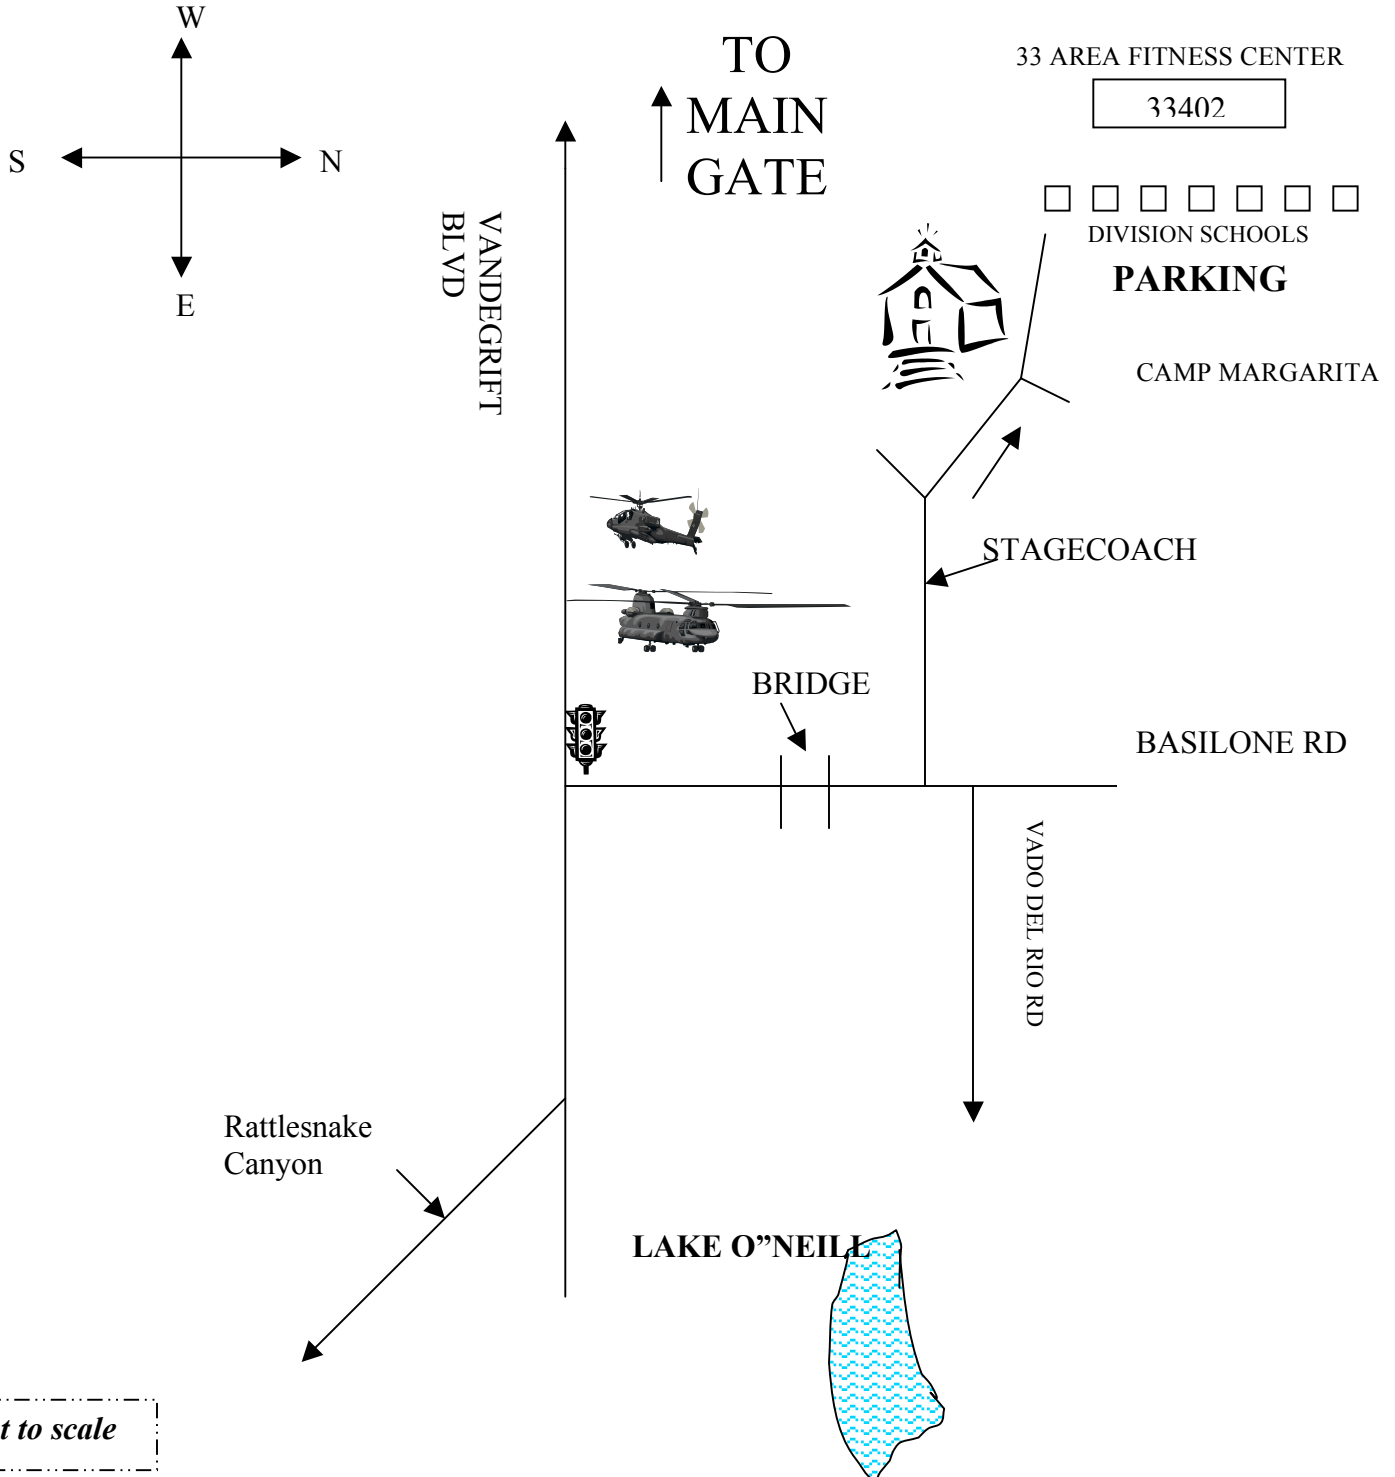 W
TO
MAIN
GATE
33 AREA FITNESS CENTER
33402
S
N
E
VANDEGRIFT
BLVD
DIVISION SCHOOLS
PARKING
CAMP MARGARITA
STAGECOACH
BRIDGE
BASILONE RD
VADO DEL RIO RD
Rattlesnake
Canyon
LAKE O”NEILL
to scale